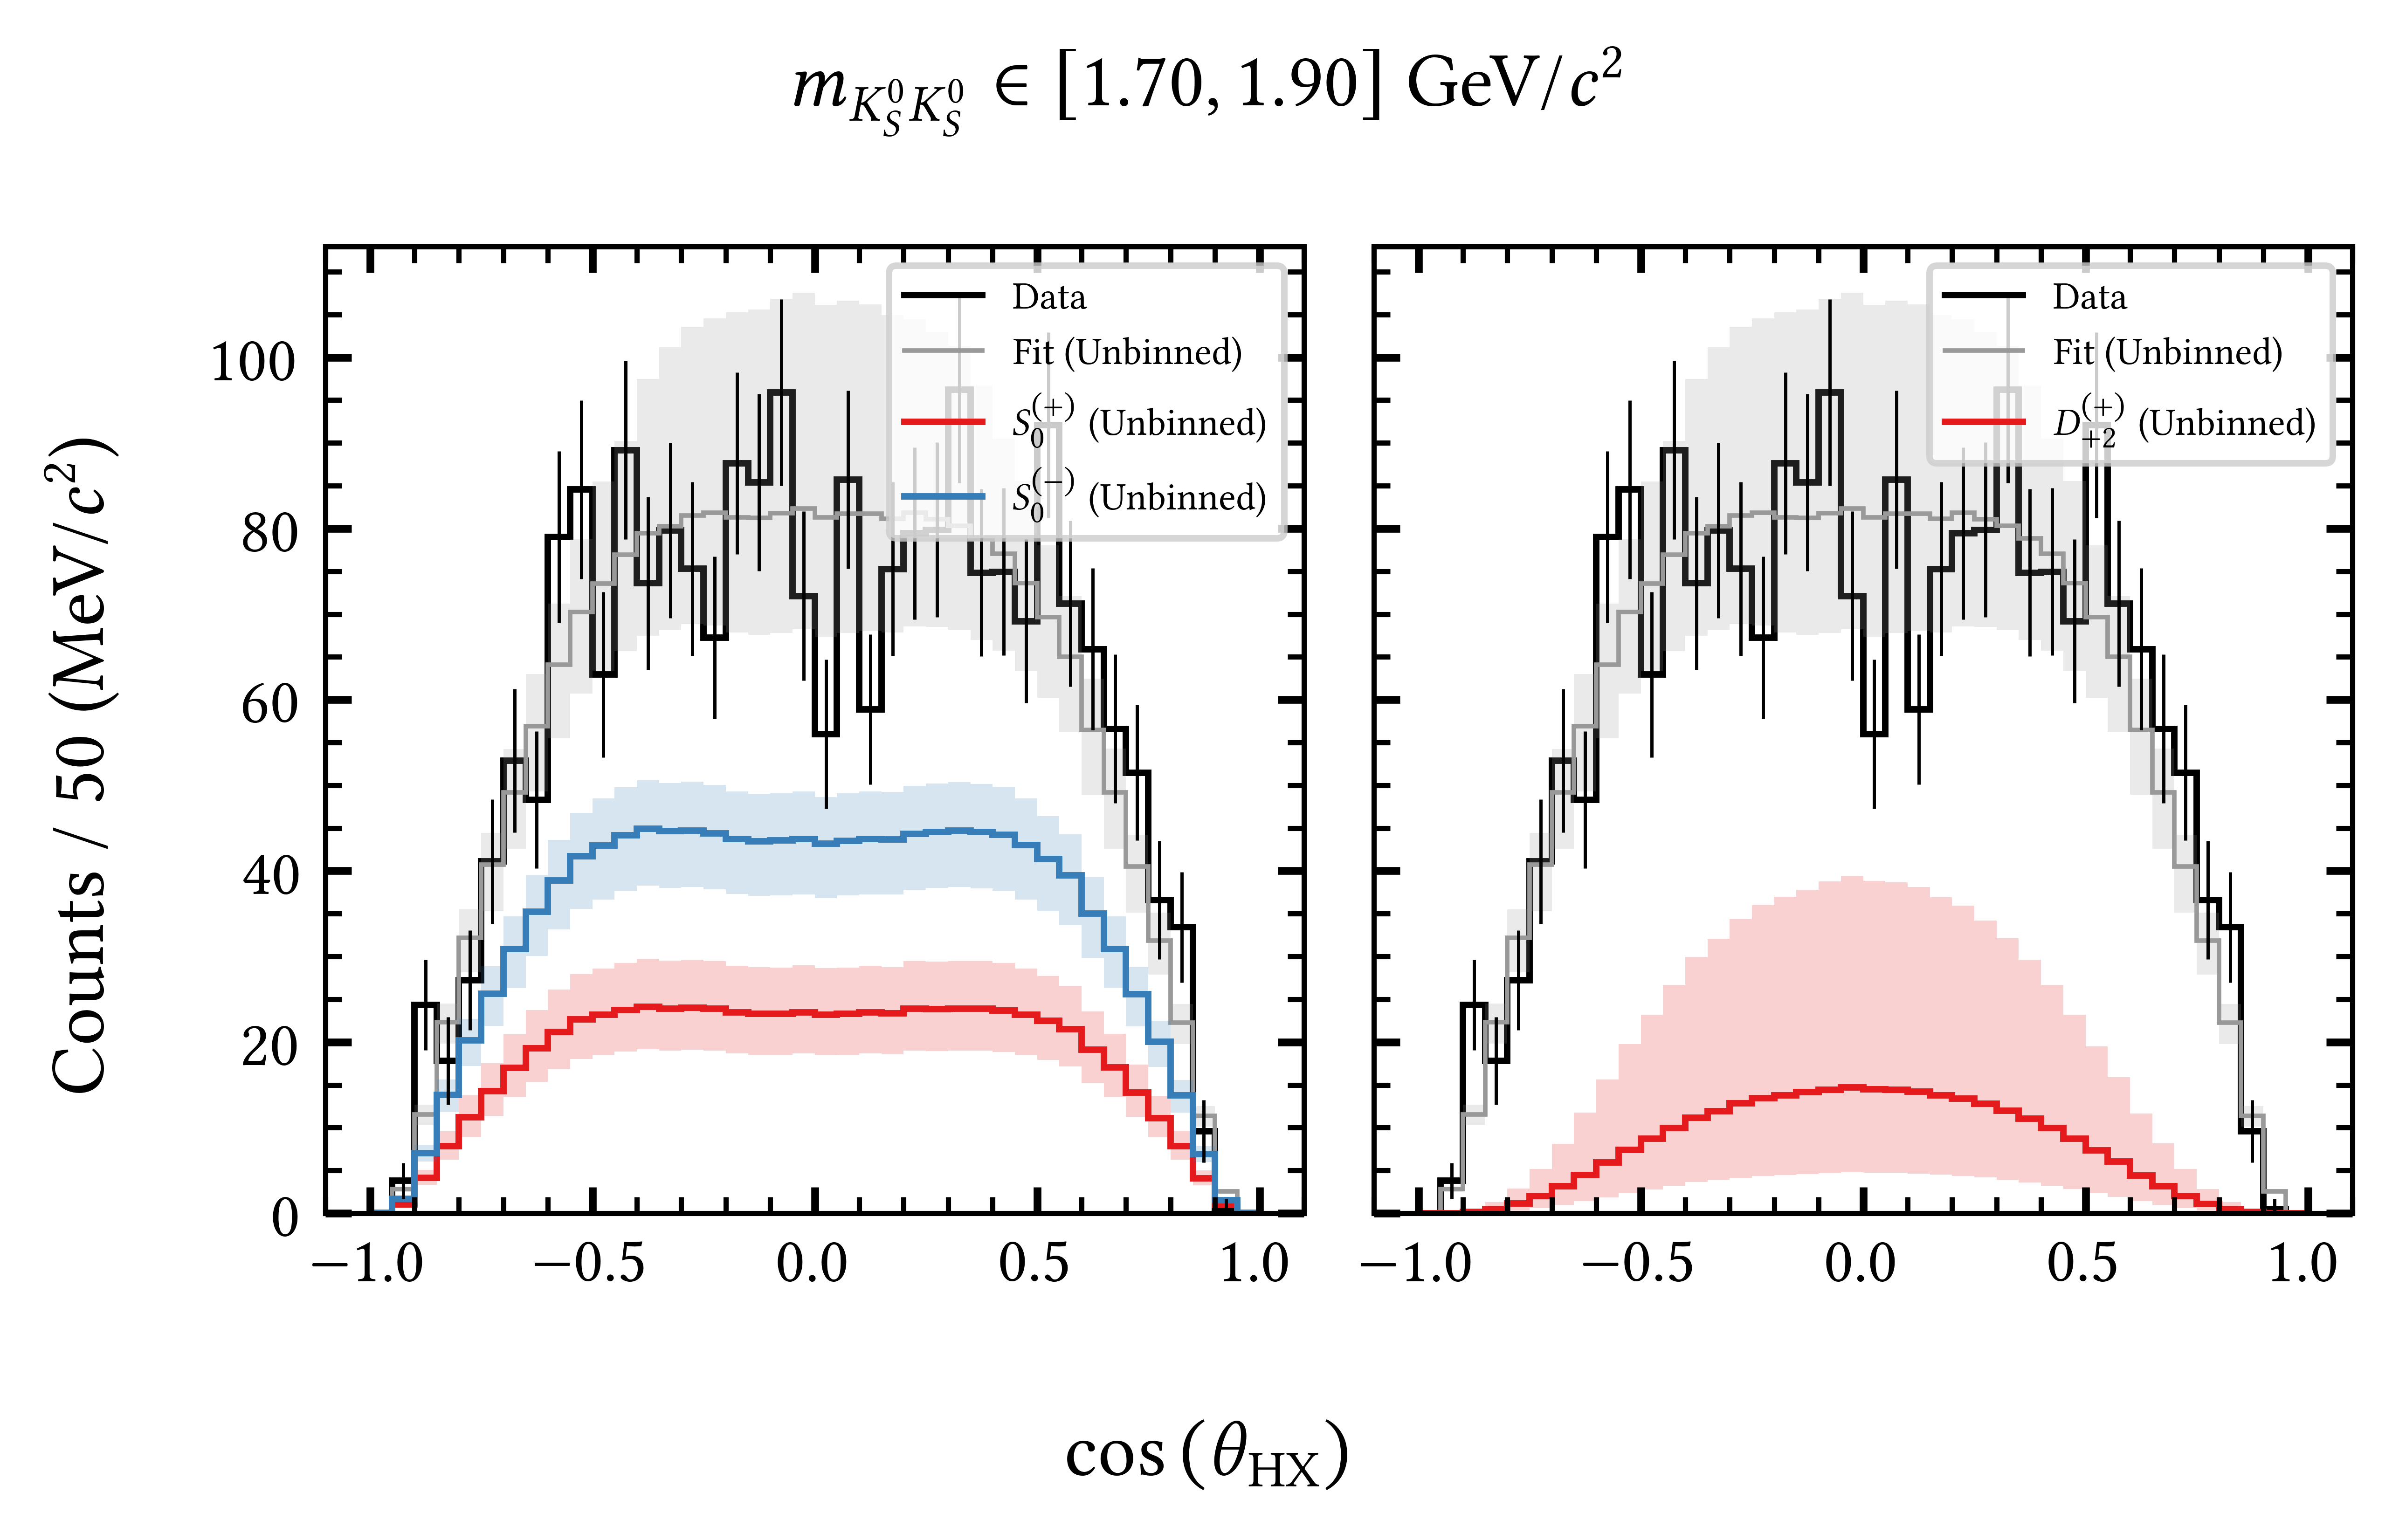 m_{K_S^0 K_S^0} ∈ [1.70, 1.90] GeV/c²
Counts / 50 (MeV/c²)
100
80
60
40
20
0
Data
Fit (Unbinned)
S_0^{(+)} (Unbinned)
S_0^{(−)} (Unbinned)
−1.0 −0.5 0.0 0.5 1.0
Data
Fit (Unbinned)
D_{+2}^{(+)} (Unbinned)
−1.0 −0.5 0.0 0.5 1.0
cos (θ_{HX})